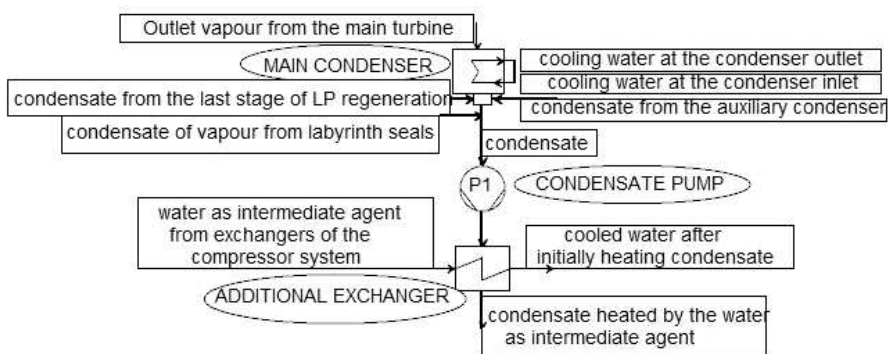 Outlet vapour from the main turbine
MAIN CONDENSER
cooling water at the condenser outlet
cooling water at the condenser inlet
condensate from the last stage of LP regeneration
condensate from the auxillary condenser
condensate of vapour from labyrinth seals
condensate
P1
CONDENSATE PUMP
water as intermediate agent
from exchangers of the
compressor system
cooled water after
initially heating condensate
ADDITIONAL EXCHANGER
condensate heated by the water
as intermediate agent